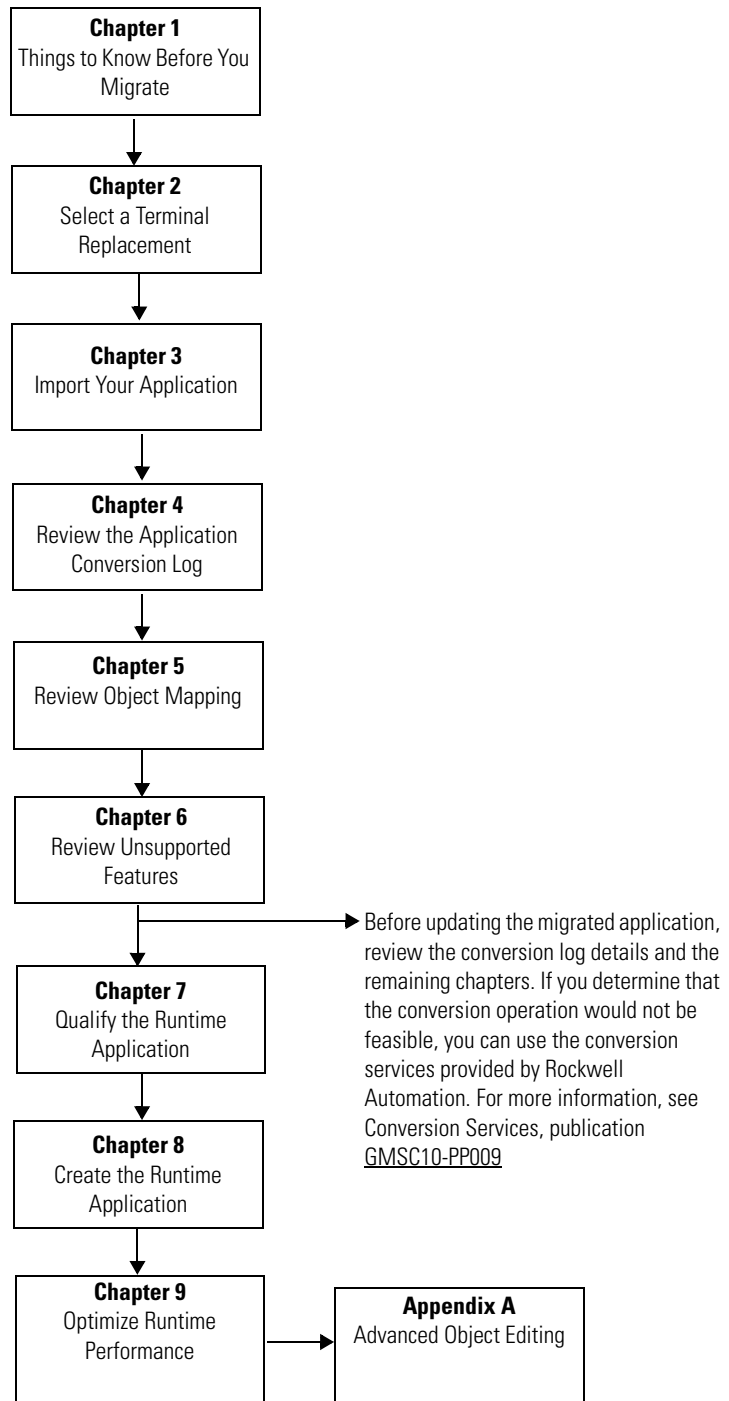 Chapter 1
Things to Know Before You
Migrate
Chapter 2
Select a Terminal
Replacement
Chapter 3
Import Your Application
Chapter 4
Review the Application
Conversion Log
Chapter 5
Review Object Mapping
Chapter 6
Review Unsupported
Features
Before updating the migrated application,
review the conversion log details and the
remaining chapters. If you determine that
the conversion operation would not be
feasible, you can use the conversion
services provided by Rockwell
Automation. For more information, see
Conversion Services, publication
GMSC10-PP009
Chapter 7
Qualify the Runtime
Application
Chapter 8
Create the Runtime
Application
Chapter 9
Optimize Runtime
Performance
Appendix A
Advanced Object Editing